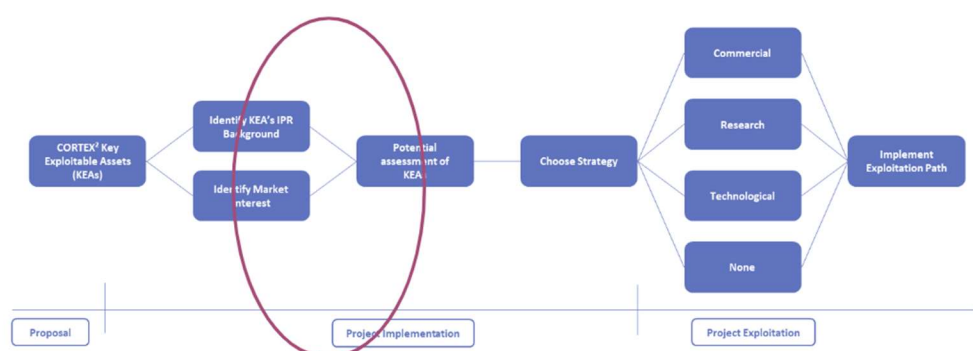 Commercial
Identify KEA's IPR
Background
Research
CORTEX² Key
Exploitable Assets
(KEAs)
Potential
assessment of
KEAs
Choose Strategy
Implement
Exploitation Path
Identify Market
Interest
Technological
None
Proposal
Project Implementation
Project Exploitation